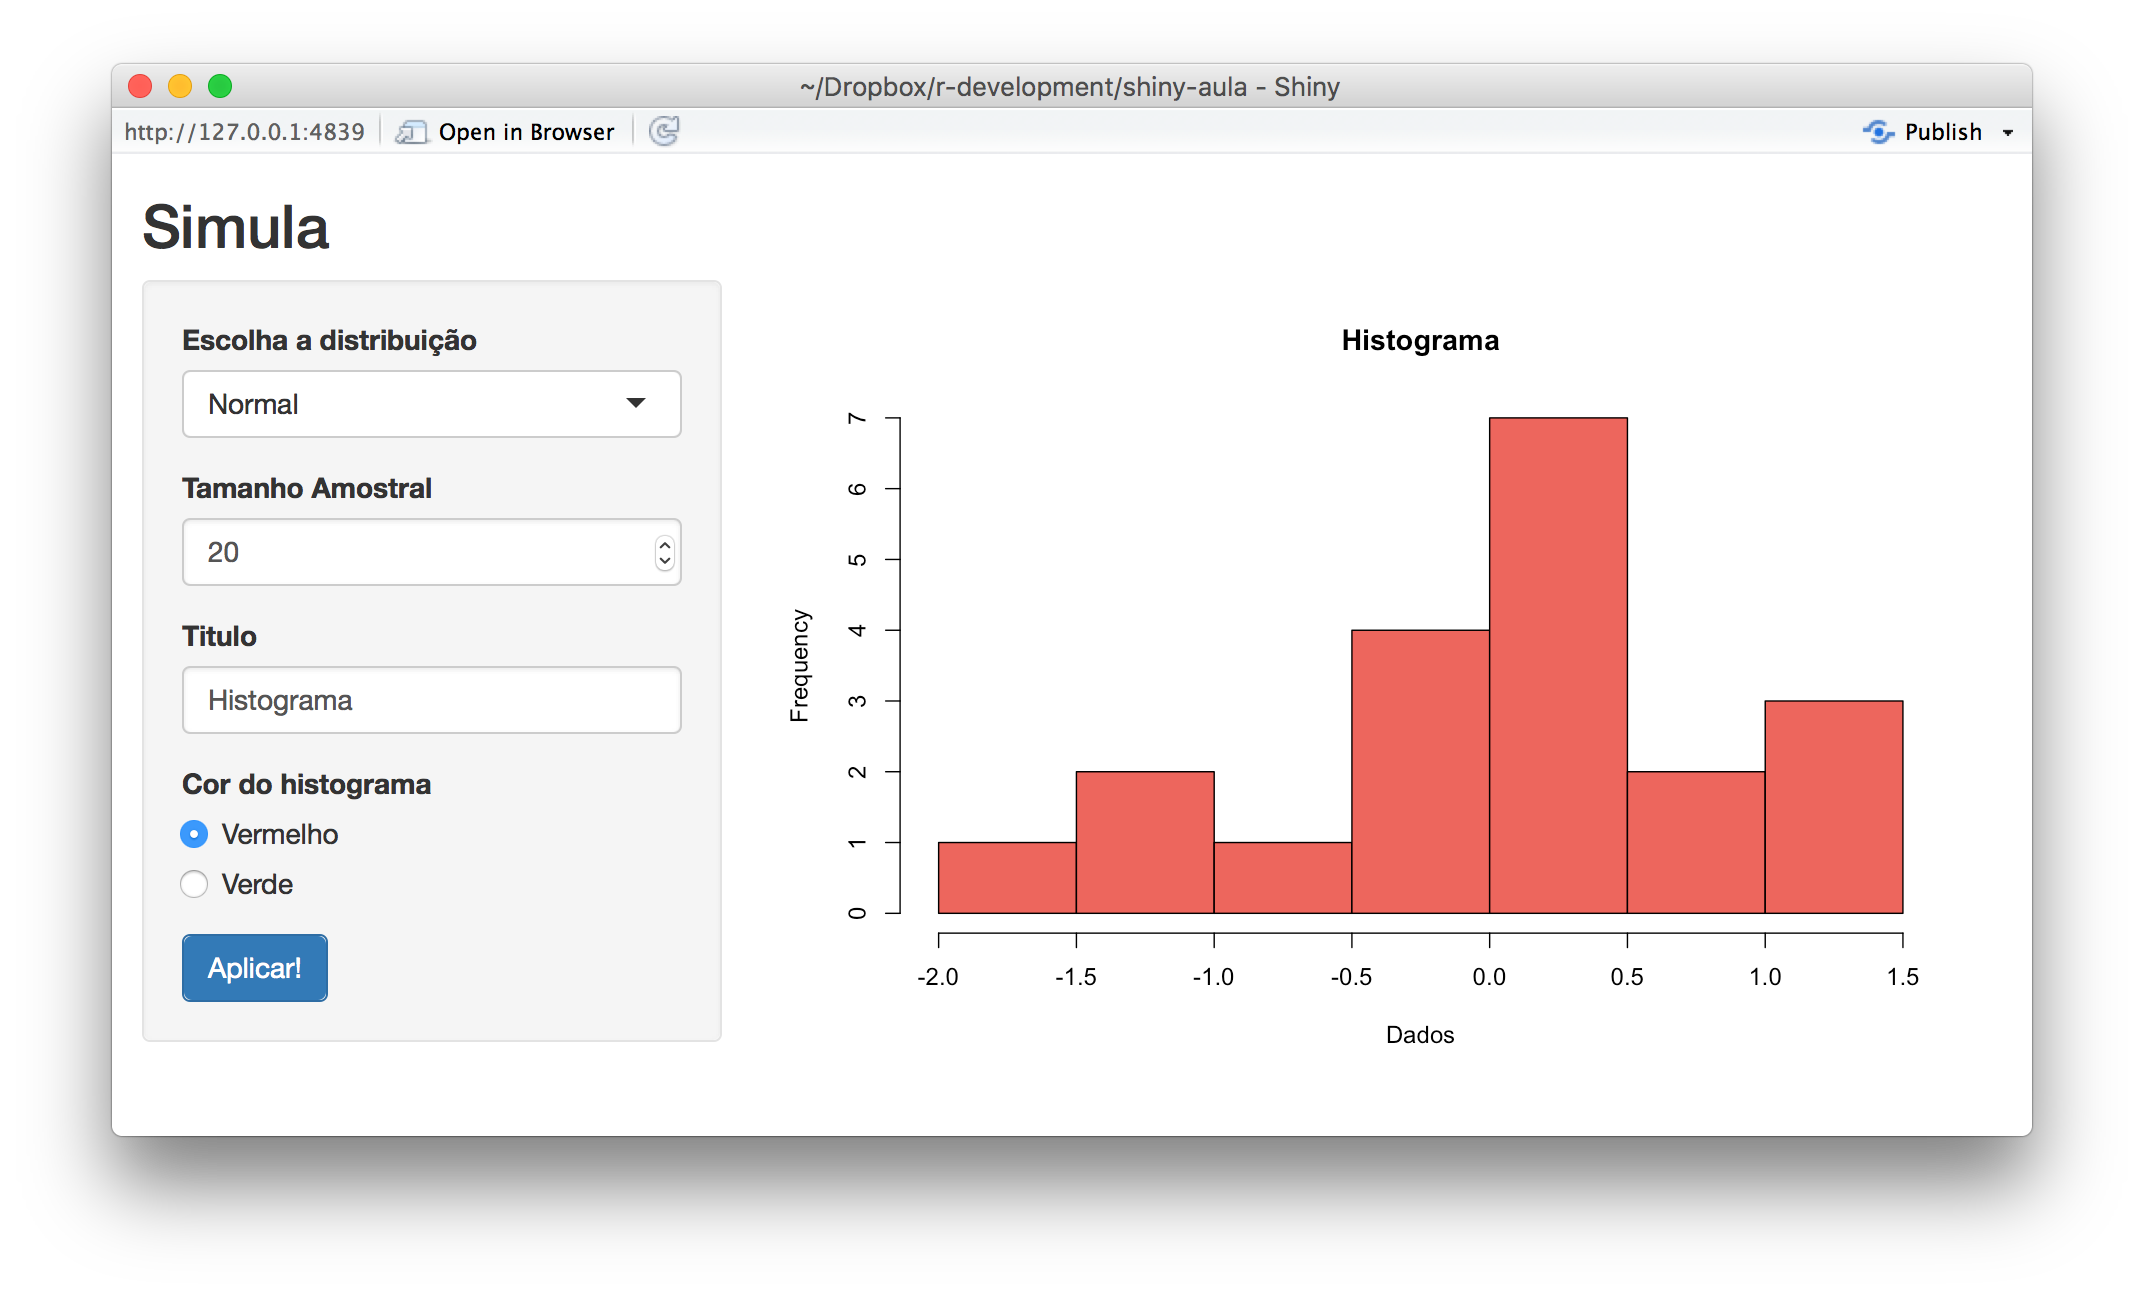 ~/Dropbox/r-development/shiny-aula - Shiny
http://127.0.0.1:4839 Open in Browser Publish
Simula
Escolha a distribuição
Normal
Tamanho Amostral
20
Titulo
Histograma
Cor do histograma
Vermelho
Verde
Aplicar!
Histograma
Frequency
7
6
5
4
3
2
1
0
-2.0 -1.5 -1.0 -0.5 0.0 0.5 1.0 1.5
Dados